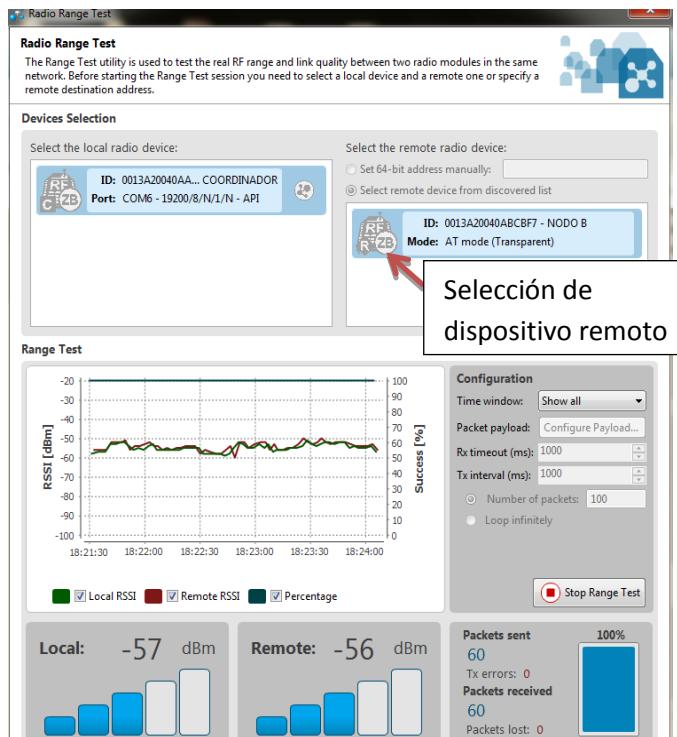 Radio Range Test
Radio Range Test
The Range Test utility is used to test the real RF range and link quality between two radio modules in the same
network. Before starting the Range Test session you need to select a local device and a remote one or specify a
remote destination address.
Devices Selection
Select the local radio device:
RF
C ZB
ID: 0013A20040AA... COORDINADOR
Port: COM6 - 19200/8/N/1/N - API
Select the remote radio device:
Set 64-bit address manually:
Select remote device from discovered list
RF
R ZB
ID: 0013A20040ABCBF7 - NODO B
Mode: AT mode (Transparent)
Selección de
dispositivo remoto
Range Test
RSSI [dBm]
-20
-30
-40
-50
-60
-70
-80
-90
-100
100
90
80
70
60
50
40
30
20
10
0
Success [%]
18:21:30 18:22:00 18:22:30 18:23:00 18:23:30 18:24:00
Local RSSI Remote RSSI Percentage
Configuration
Time window: Show all
Packet payload: Configure Payload...
Rx timeout (ms): 1000
Tx interval (ms): 1000
Number of packets: 100
Loop infinitely
Stop Range Test
Local: -57 dBm
Remote: -56 dBm
Packets sent
60
Tx errors: 0
Packets received
60
Packets lost: 0
100%